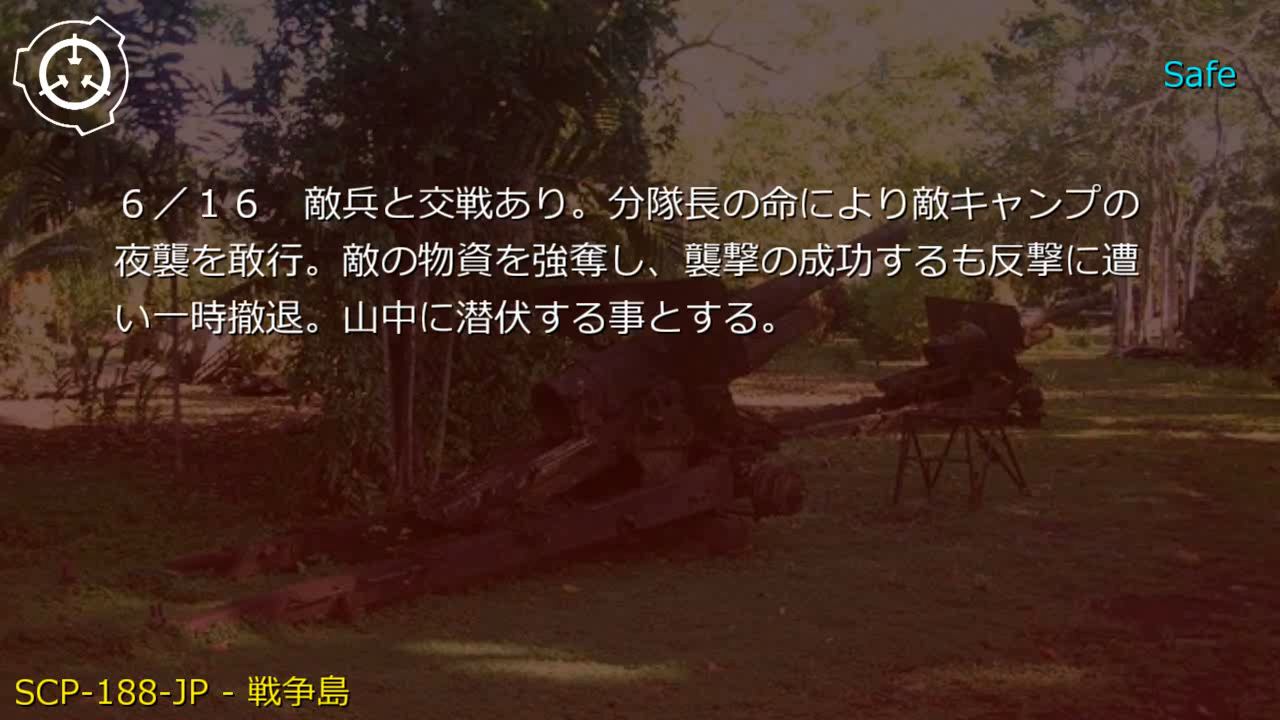 Safe
６／１６　敵兵と交戦あり。分隊長の命により敵キャンプの
夜襲を敢行。敵の物資を強奪し、襲撃の成功するも反撃に遭
い一時撤退。山中に潜伏する事とする。
SCP-188-JP - 戦争島